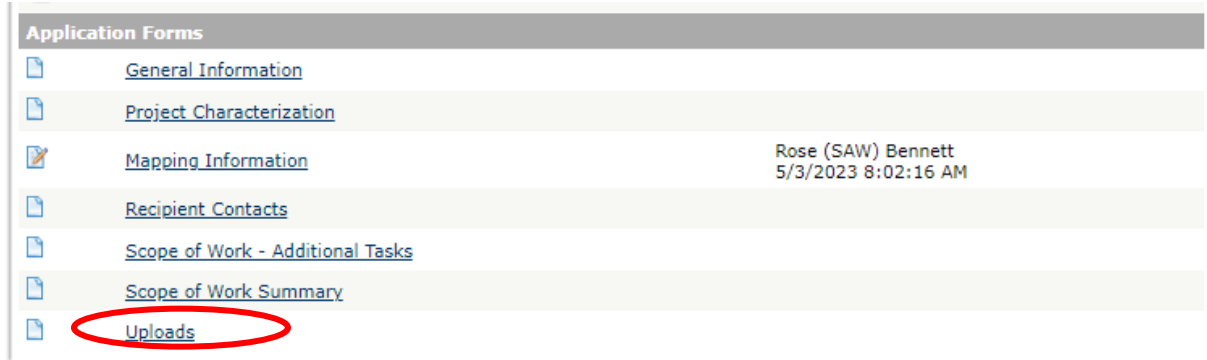 Application Forms
General Information
Project Characterization
Mapping Information
Rose (SAW) Bennett
5/3/2023 8:02:16 AM
Recipient Contacts
Scope of Work - Additional Tasks
Scope of Work Summary
Uploads